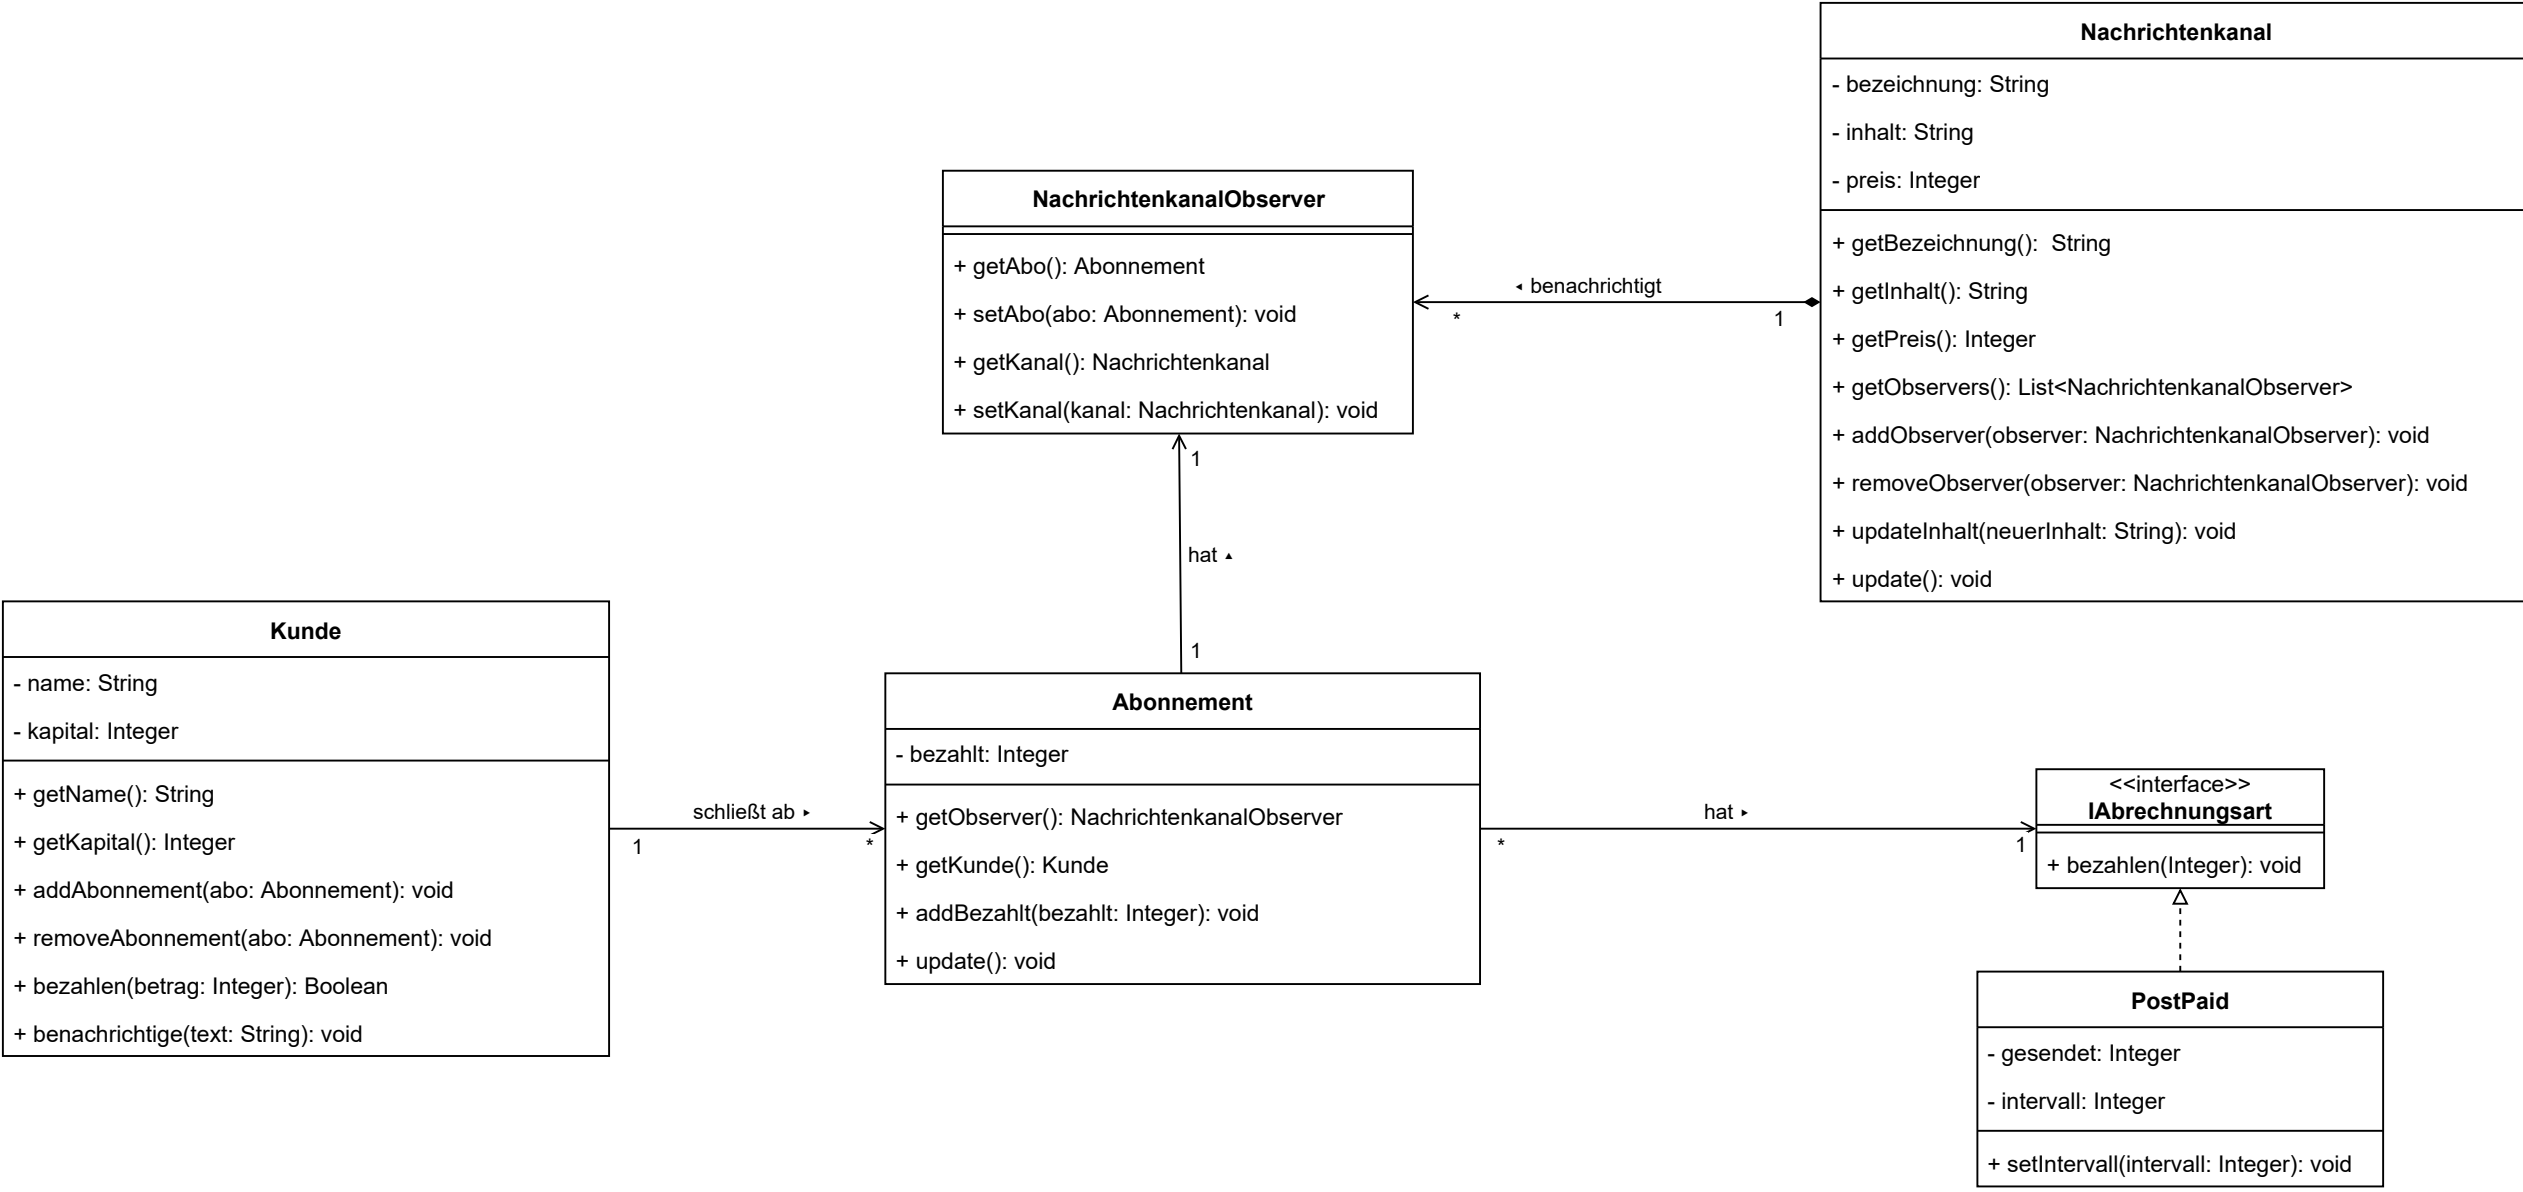 Nachrichtenkanal
- bezeichnung: String
- inhalt: String
- preis: Integer
+ getBezeichnung():  String
+ getInhalt(): String
+ getPreis(): Integer
+ getObservers(): List<NachrichtenkanalObserver>
+ addObserver(observer: NachrichtenkanalObserver): void
+ removeObserver(observer: NachrichtenkanalObserver): void
+ updateInhalt(neuerInhalt: String): void
+ update(): void
NachrichtenkanalObserver
+ getAbo(): Abonnement
+ setAbo(abo: Abonnement): void
+ getKanal(): Nachrichtenkanal
+ setKanal(kanal: Nachrichtenkanal): void
◂ benachrichtigt
*
1
1
hat ▴
1
Kunde
- name: String
- kapital: Integer
+ getName(): String
+ getKapital(): Integer
+ addAbonnement(abo: Abonnement): void
+ removeAbonnement(abo: Abonnement): void
+ bezahlen(betrag: Integer): Boolean
+ benachrichtige(text: String): void
schließt ab ▸
1
*
Abonnement
- bezahlt: Integer
+ getObserver(): NachrichtenkanalObserver
+ getKunde(): Kunde
+ addBezahlt(bezahlt: Integer): void
+ update(): void
hat ▸
*
1
<<interface>>
IAbrechnungsart
+ bezahlen(Integer): void
PostPaid
- gesendet: Integer
- intervall: Integer
+ setIntervall(intervall: Integer): void